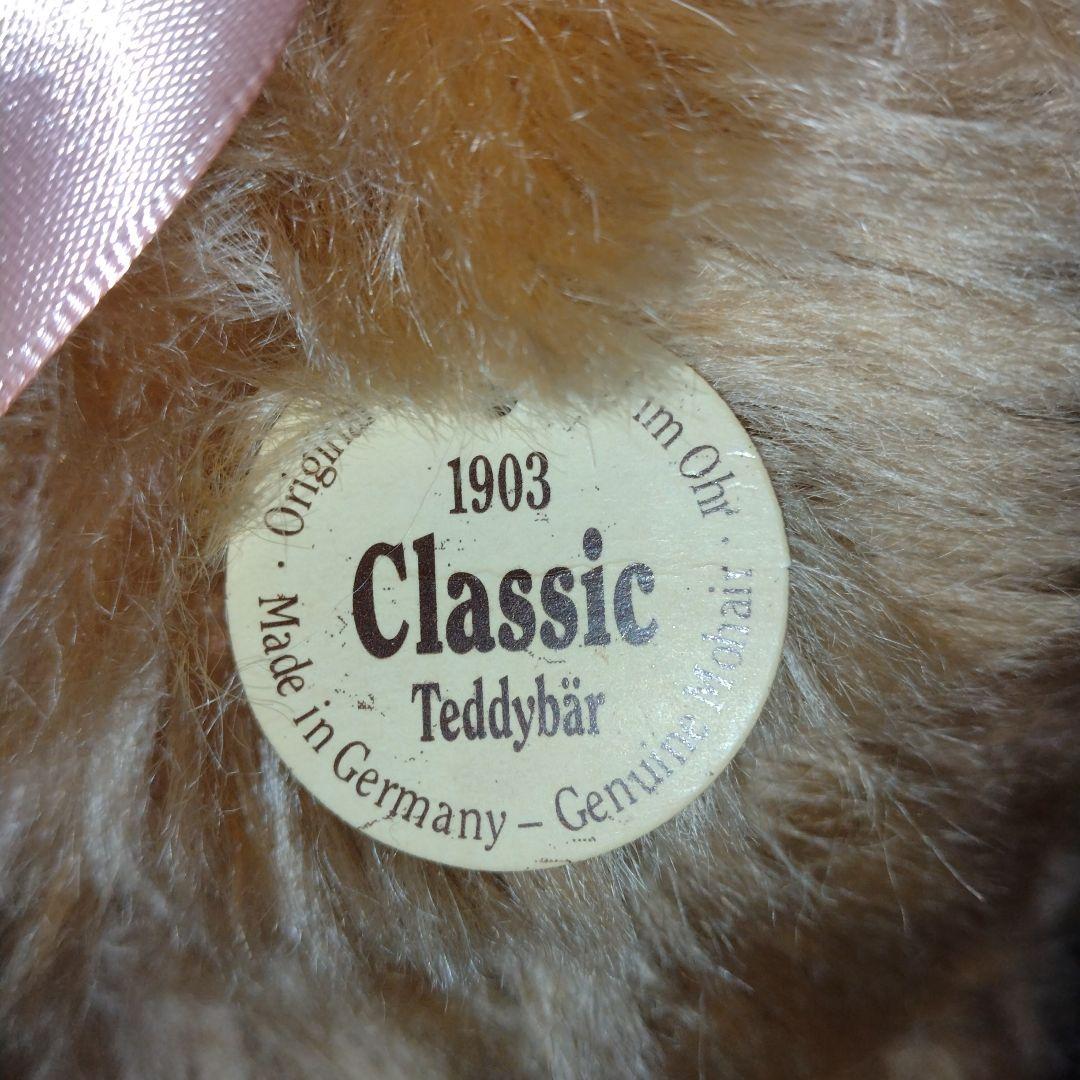 im Ohr ·
1903
Classic
Teddybär
· Made in Germany – Genuine Mohair